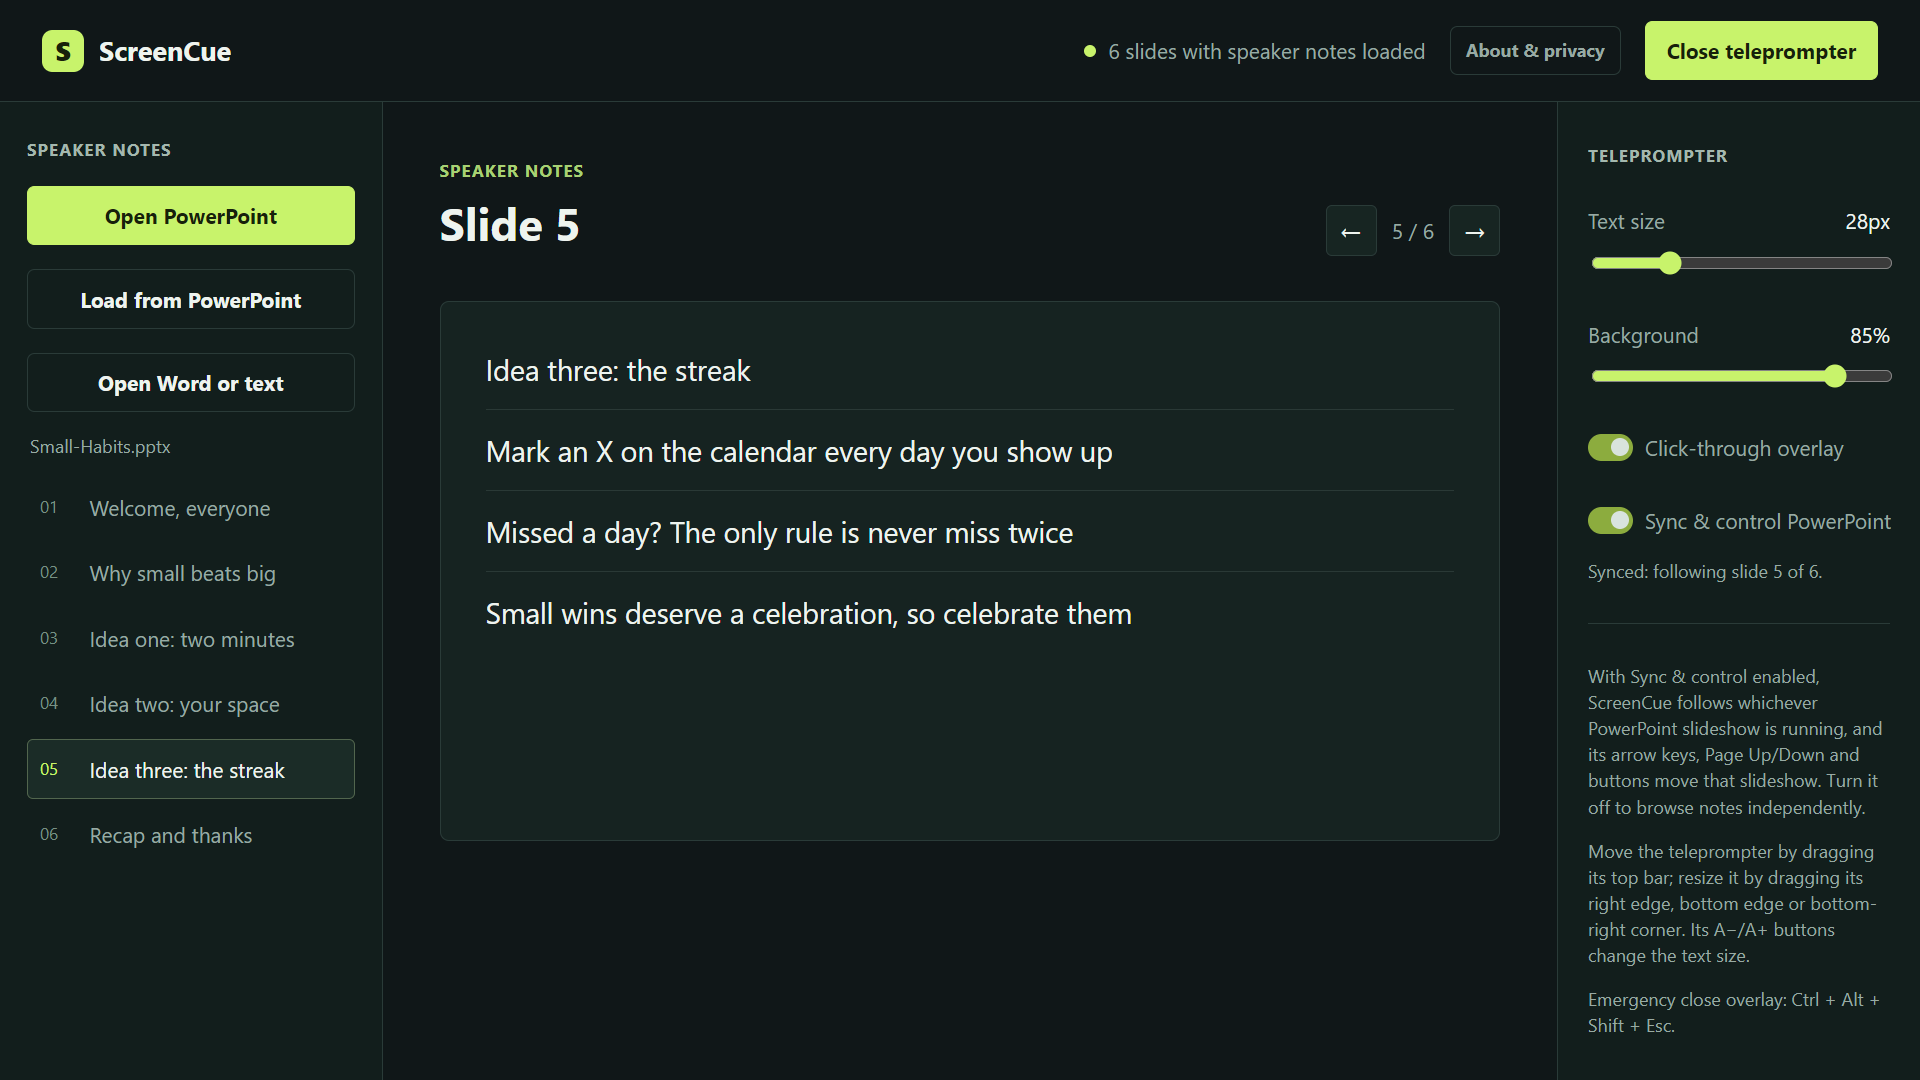 S ScreenCue
6 slides with speaker notes loaded
About & privacy
Close teleprompter
SPEAKER NOTES
Open PowerPoint
Load from PowerPoint
Open Word or text
Small-Habits.pptx
01 Welcome, everyone
02 Why small beats big
03 Idea one: two minutes
04 Idea two: your space
05 Idea three: the streak
06 Recap and thanks
SPEAKER NOTES
Slide 5
← 5 / 6 →
Idea three: the streak
Mark an X on the calendar every day you show up
Missed a day? The only rule is never miss twice
Small wins deserve a celebration, so celebrate them
TELEPROMPTER
Text size 28px
Background 85%
Click-through overlay
Sync & control PowerPoint
Synced: following slide 5 of 6.
With Sync & control enabled,
ScreenCue follows whichever
PowerPoint slideshow is running, and
its arrow keys, Page Up/Down and
buttons move that slideshow. Turn it
off to browse notes independently.
Move the teleprompter by dragging
its top bar; resize it by dragging its
right edge, bottom edge or bottom-
right corner. Its A−/A+ buttons
change the text size.
Emergency close overlay: Ctrl + Alt +
Shift + Esc.